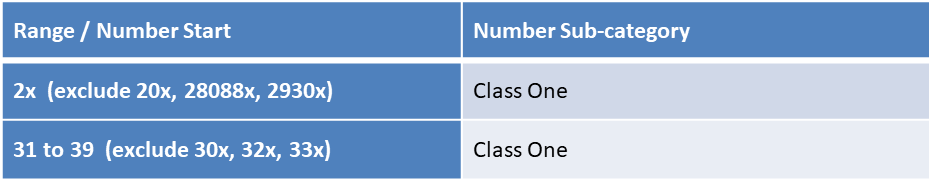 Range / Number Start
Number Sub-category
2x (exclude 20x, 28088x, 2930x)
Class One
31 to 39 (exclude 30x, 32x, 33x)
Class One